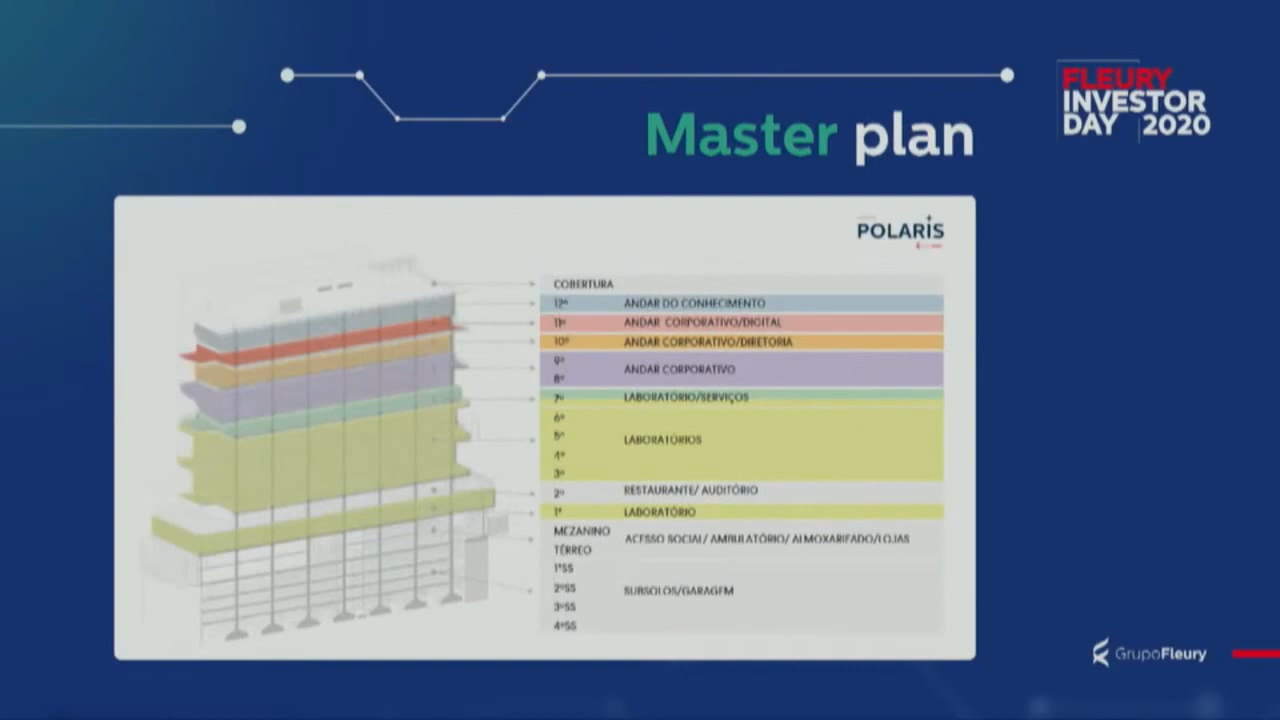 FLEURY
INVESTOR
DAY 2020
Master plan
POLARIS
COBERTURA
12º ANDAR DO CONHECIMENTO
11º ANDAR CORPORATIVO/DIGITAL
10º ANDAR CORPORATIVO/DIRETORIA
9º
8º
ANDAR CORPORATIVO
7º LABORATÓRIO/SERVIÇOS
6º
5º
LABORATÓRIOS
4º
3º
2º RESTAURANTE/ AUDITÓRIO
1º LABORATÓRIO
MEZANINO
ACESSO SOCIAL/ AMBULATÓRIO/ ALMOXARIFADO/LOJAS
TÉRREO
1ºSS
2ºSS
SUBSOLOS/GARAGEM
3ºSS
4ºSS
GrupoFleury